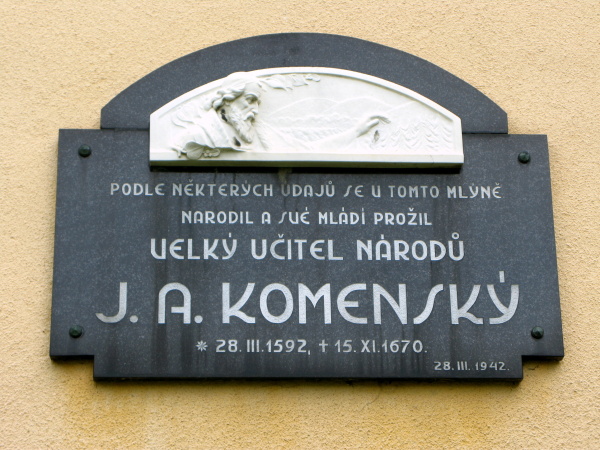 PODLE NĚKTERÝCH ÚDAJŮ SE U TOMTO MLÝNĚ
NARODIL A SVÉ MLÁDÍ PROŽIL
VELKÝ UČITEL NÁRODŮ
J. A. KOMENSKÝ
* 28. III. 1592, + 15. XI. 1670.
28. III. 1942.